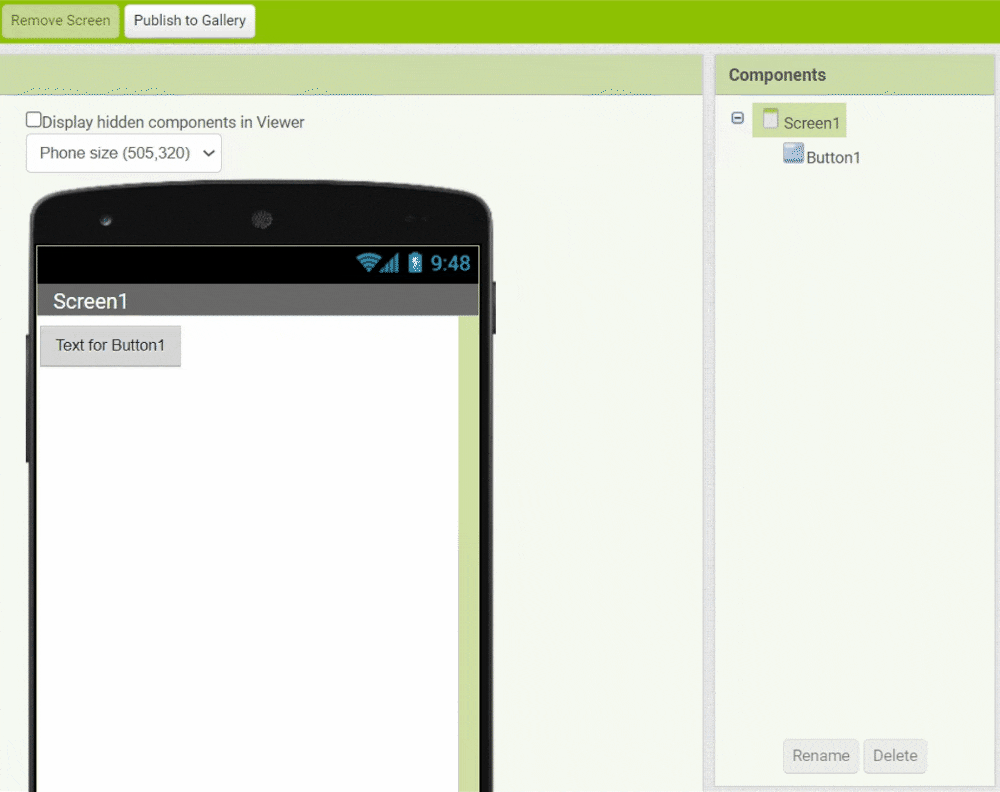 Remove Screen
Publish to Gallery
Display hidden components in Viewer
Phone size (505,320)
9:48
Screen1
Text for Button1
Components
Screen1
Button1
Rename
Delete